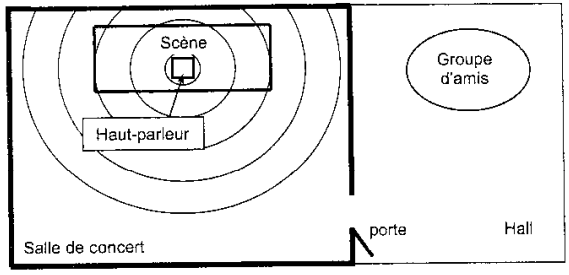 Scène
Groupe
d'amis
Haut-parleur
porte
Hall
Salle de concert